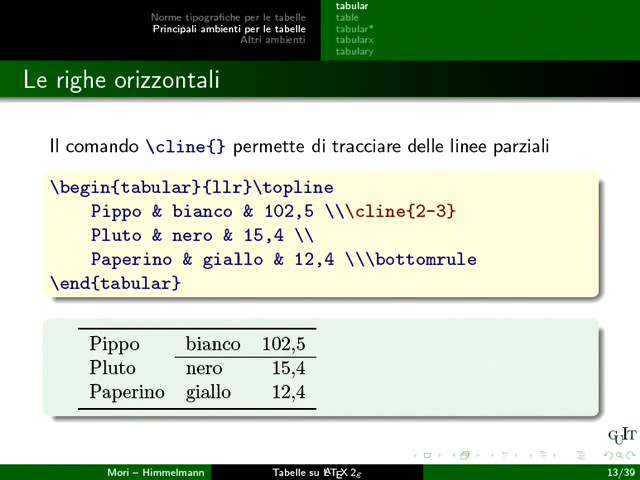 Norme tipografiche per le tabelle
Principali ambienti per le tabelle
Altri ambienti
tabular
table
tabular*
tabularx
tabulary
Le righe orizzontali
Il comando \cline{} permette di tracciare delle linee parziali
\begin{tabular}{llr}\topline
Pippo & bianco & 102,5 \\\cline{2-3}
Pluto & nero & 15,4 \\
Paperino & giallo & 12,4 \\\bottomrule
\end{tabular}
Pippo bianco 102,5
Pluto nero 15,4
Paperino giallo 12,4
GUIT
Mori – Himmelmann Tabelle su LATEX 2ε 13/39